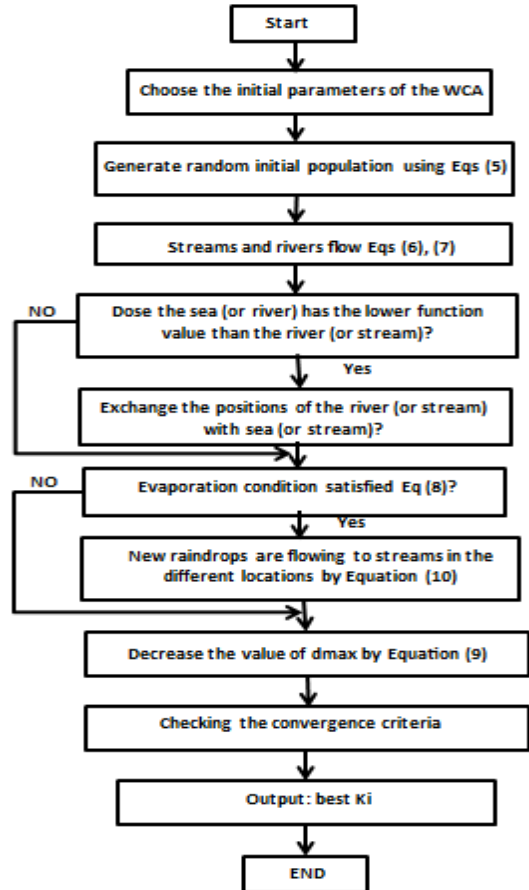 Start
Choose the initial parameters of the WCA
Generate random initial population using Eqs (5)
Streams and rivers flow Eqs (6), (7)
NO
Dose the sea (or river) has the lower function
value than the river (or stream)?
Yes
Exchange the positions of the river (or stream)
with sea (or stream)?
NO
Evaporation condition satisfied Eq (8)?
Yes
New raindrops are flowing to streams in the
different locations by Equation (10)
Decrease the value of dmax by Equation (9)
Checking the convergence criteria
Output: best Ki
END